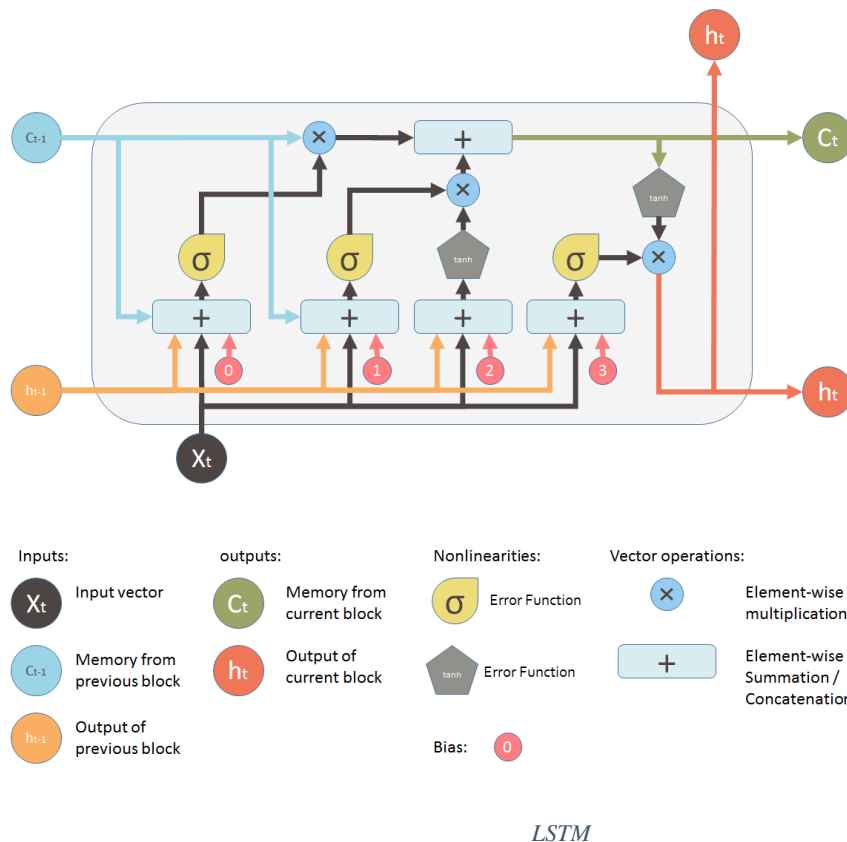 ht
Ct-1
×
+
Ct
tanh
σ
σ
tanh
σ
×
×
+
+
+
+
0
1
2
3
ht-1
ht
Xt
Inputs:
outputs:
Nonlinearities:
Vector operations:
Xt
Input vector
Ct
Memory from
current block
σ
Error Function
×
Element-wise
multiplication
Ct-1
Memory from
previous block
ht
Output of
current block
tanh
Error Function
+
Element-wise
Summation /
Concatenation
ht-1
Output of
previous block
Bias:
0
LSTM